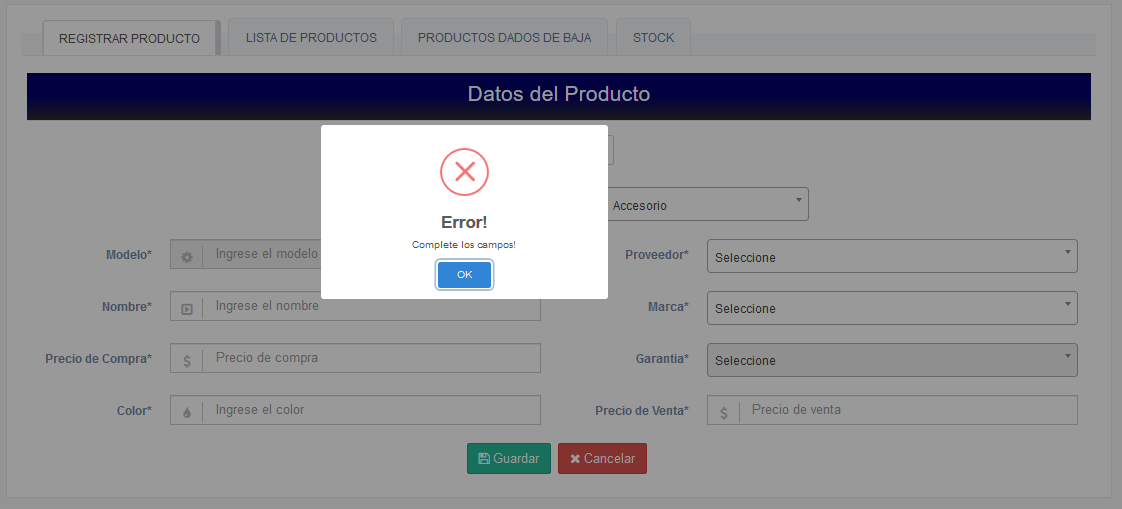 REGISTRAR PRODUCTO LISTA DE PRODUCTOS PRODUCTOS DADOS DE BAJA STOCK
Datos del Producto
Error!
Complete los campos!
OK
Accesorio
Modelo* Ingrese el modelo Proveedor* Seleccione
Nombre* Ingrese el nombre Marca* Seleccione
Precio de Compra* $ Precio de compra Garantia* Seleccione
Color* Ingrese el color Precio de Venta* $ Precio de venta
Guardar Cancelar